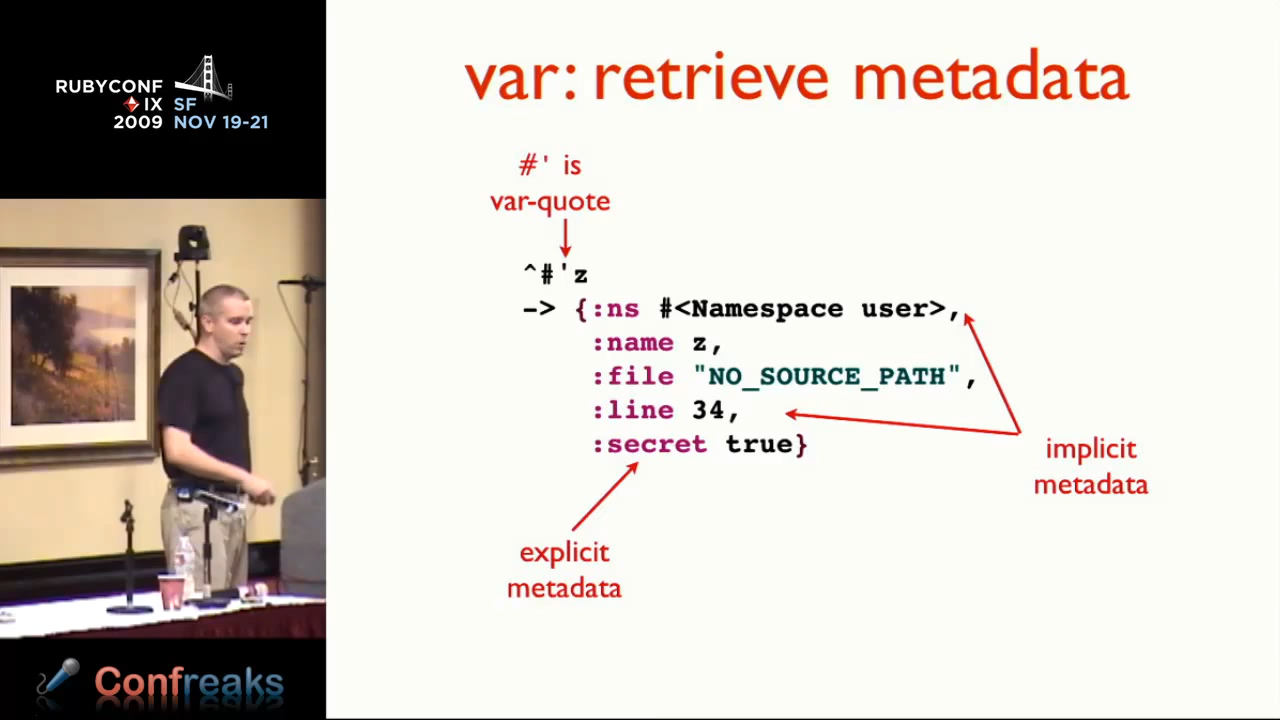 RUBYCONF
IX SF
2009 NOV 19-21
var: retrieve metadata
#' is
var-quote
^#'z
-> {:ns #<Namespace user>,
:name z,
:file "NO_SOURCE_PATH",
:line 34,
:secret true}
implicit
metadata
explicit
metadata
Confreaks